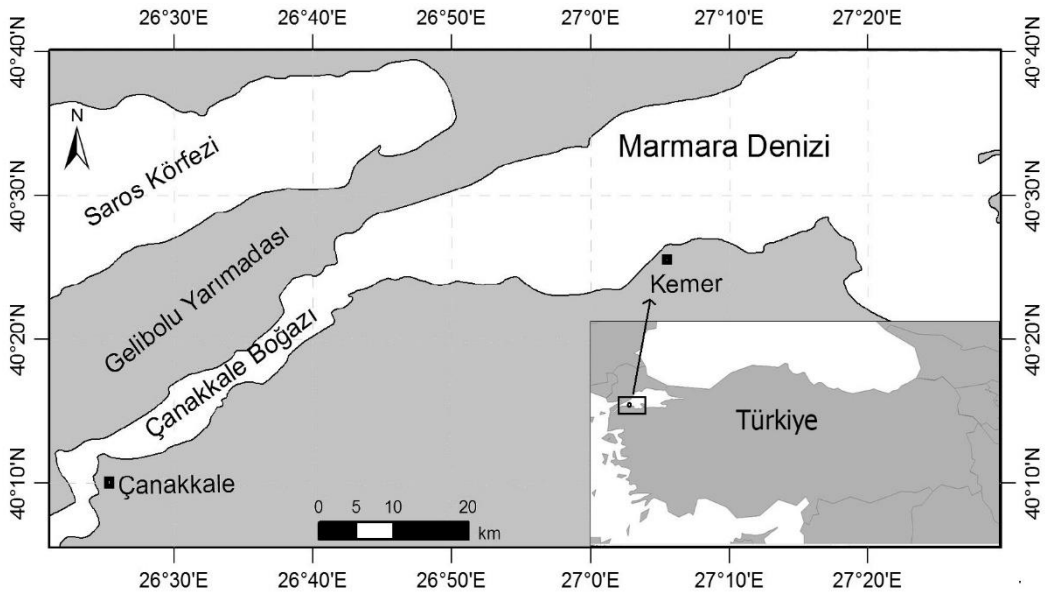 26°30'E 26°40'E 26°50'E 27°0'E 27°10'E 27°20'E
40°40'N 40°40'N
N
Saros Körfezi
Marmara Denizi
40°30'N 40°30'N
Gelibolu Yarımadası
Kemer
40°20'N 40°20'N
Çanakkale Boğazı
Türkiye
40°10'N 40°10'N
Çanakkale
0 5 10 20
km
26°30'E 26°40'E 26°50'E 27°0'E 27°10'E 27°20'E